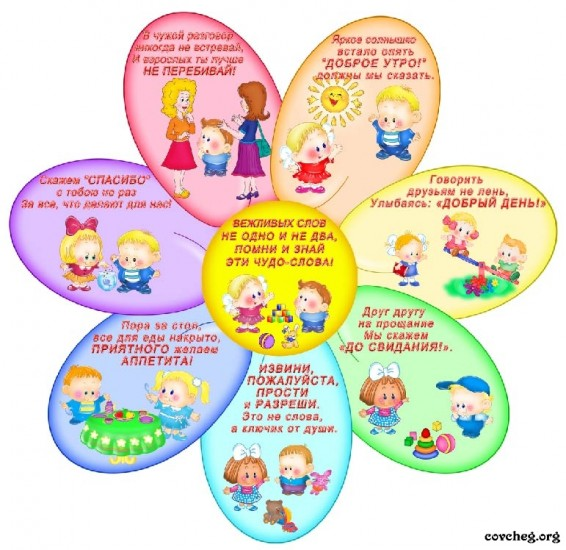 В чужой разговор
никогда не встревай,
И взрослых ты лучше
НЕ ПЕРЕБИВАЙ!
Яркое солнышко
встало опять
"ДОБРОЕ УТРО!"
должны мы сказать.
Скажем "СПАСИБО"
с тобою не раз
За все, что делают для нас!
Говорить
друзьям не лень,
Улыбаясь: «ДОБРЫЙ ДЕНЬ!»
ВЕЖЛИВЫХ СЛОВ
НЕ ОДНО И НЕ ДВА,
ПОМНИ И ЗНАЙ
ЭТИ ЧУДО-СЛОВА!
Пора за стол,
все для еды накрыто,
ПРИЯТНОГО желаем
АППЕТИТА!
Друг другу
на прощание
Мы скажем
«ДО СВИДАНИЯ!».
ИЗВИНИ,
ПОЖАЛУЙСТА,
ПРОСТИ
и РАЗРЕШИ.
Это не слова,
а ключик от души.
covcheg.org